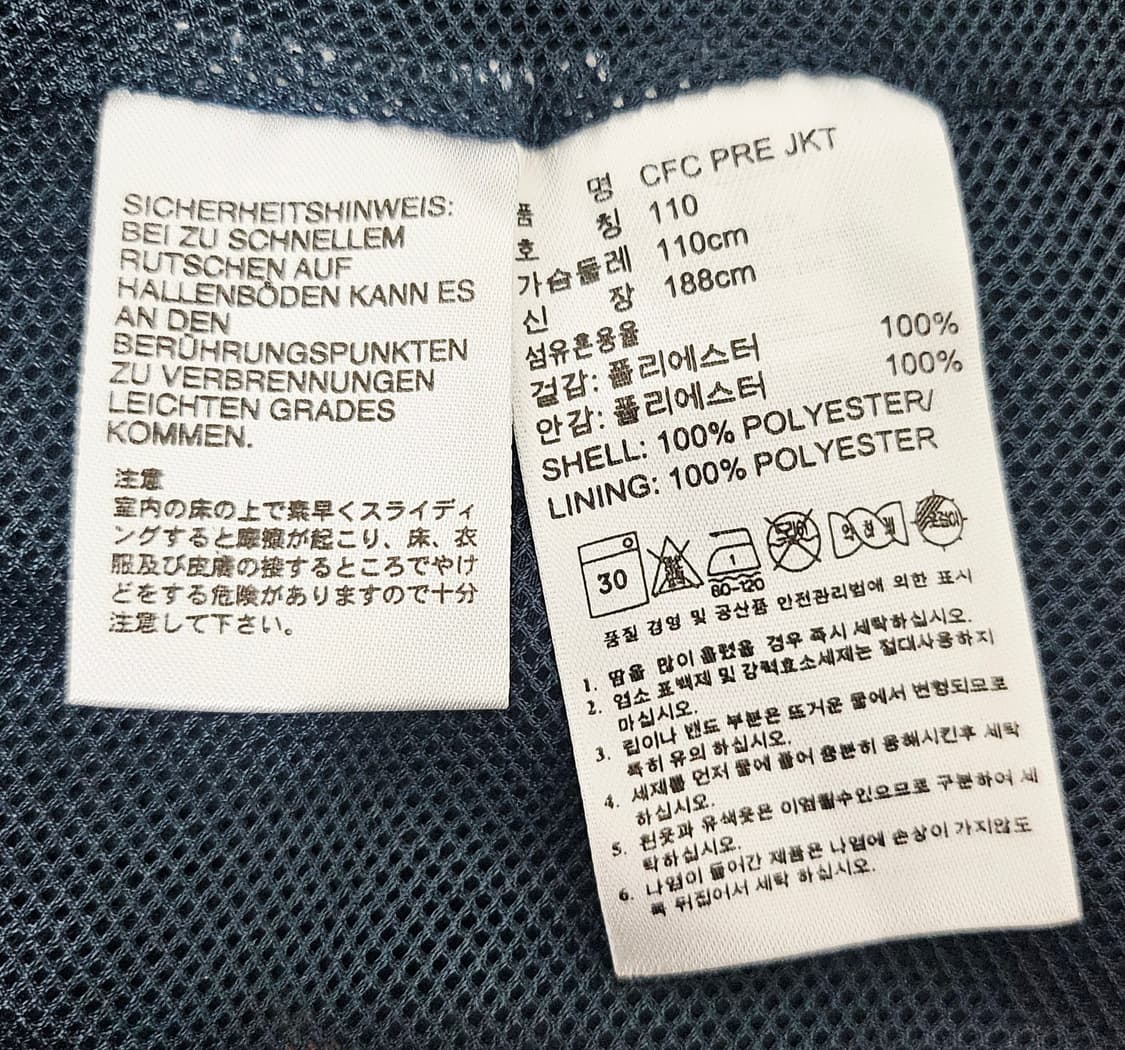 SICHERHEITSHINWEIS:
BEI ZU SCHNELLEM
RUTSCHEN AUF
HALLENBÖDEN KANN ES
AN DEN
BERÜHRUNGSPUNKTEN
ZU VERBRENNUNGEN
LEICHTEN GRADES
KOMMEN.
注意
室内の床の上で素早くスライディ
ングすると摩擦が起こり、床、衣
服及び皮膚の接するところでやけ
どをする危険がありますので十分
注意して下さい。
품 명 CFC PRE JKT
호 칭 110
가슴둘레 110cm
신 장 188cm
섬유혼용율
겉감: 폴리에스터 100%
안감: 폴리에스터 100%
SHELL: 100% POLYESTER/
LINING: 100% POLYESTER
30 염소표백 1 80-120 드라이 약하게 옷걸이
품질 경영 및 공산품 안전관리법에 의한 표시
1. 땀을 많이 흘렸을 경우 즉시 세탁하십시오.
2. 염소 표백제 및 강력효소세제는 절대사용하지
마십시오.
3. 립이나 밴드 부분은 뜨거운 물에서 변형되므로
특히 유의 하십시오.
4. 세제를 먼저 물에 풀어 충분히 용해시킨후 세탁
하십시오.
5. 흰옷과 유색옷은 이염될수있으므로 구분하여 세
탁하십시오.
6. 나염이 들어간 제품은 나염에 손상이 가지않도
록 뒤집어서 세탁 하십시오.